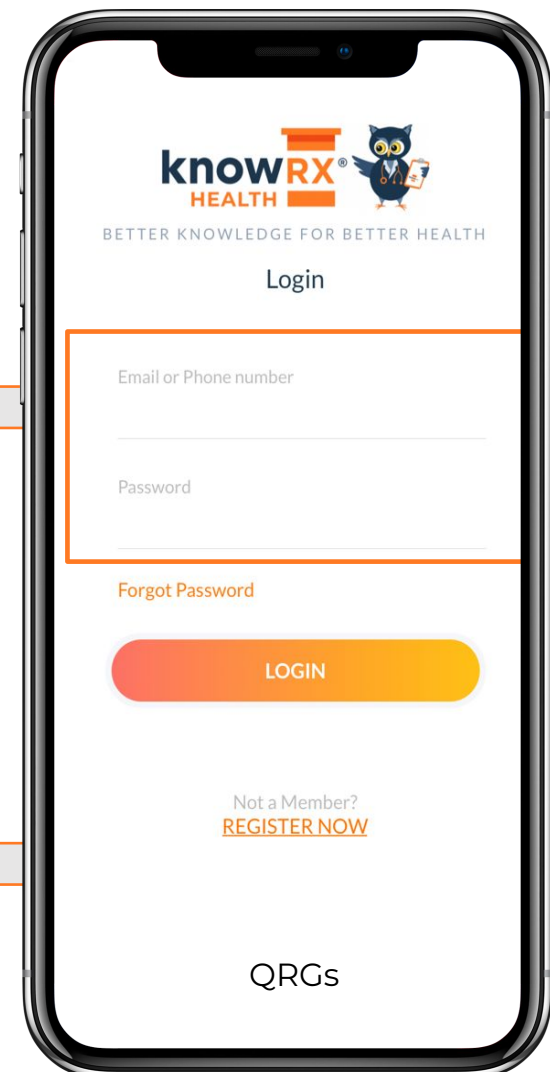 knowRX®
HEALTH
BETTER KNOWLEDGE FOR BETTER HEALTH
Login
Email or Phone number
Password
Forgot Password
LOGIN
Not a Member?
REGISTER NOW
QRGs